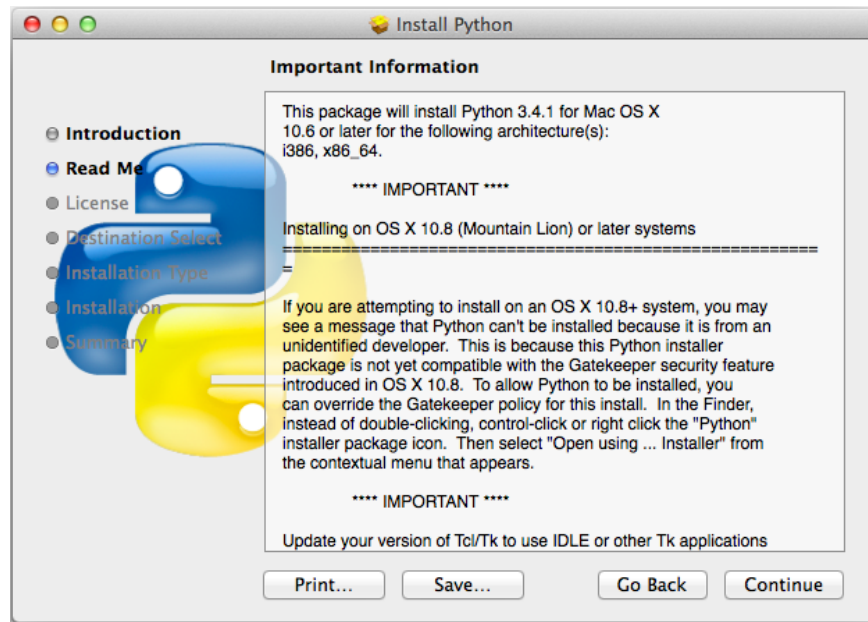 Install Python
Important Information
Introduction
Read Me
License
Destination Select
Installation Type
Installation
Summary
This package will install Python 3.4.1 for Mac OS X
10.6 or later for the following architecture(s):
i386, x86_64.
**** IMPORTANT ****
Installing on OS X 10.8 (Mountain Lion) or later systems
=======================================================
=
If you are attempting to install on an OS X 10.8+ system, you may
see a message that Python can't be installed because it is from an
unidentified developer.  This is because this Python installer
package is not yet compatible with the Gatekeeper security feature
introduced in OS X 10.8.  To allow Python to be installed, you
can override the Gatekeeper policy for this install.  In the Finder,
instead of double-clicking, control-click or right click the "Python"
installer package icon.  Then select "Open using ... Installer" from
the contextual menu that appears.
**** IMPORTANT ****
Update your version of Tcl/Tk to use IDLE or other Tk applications
Print...
Save...
Go Back
Continue